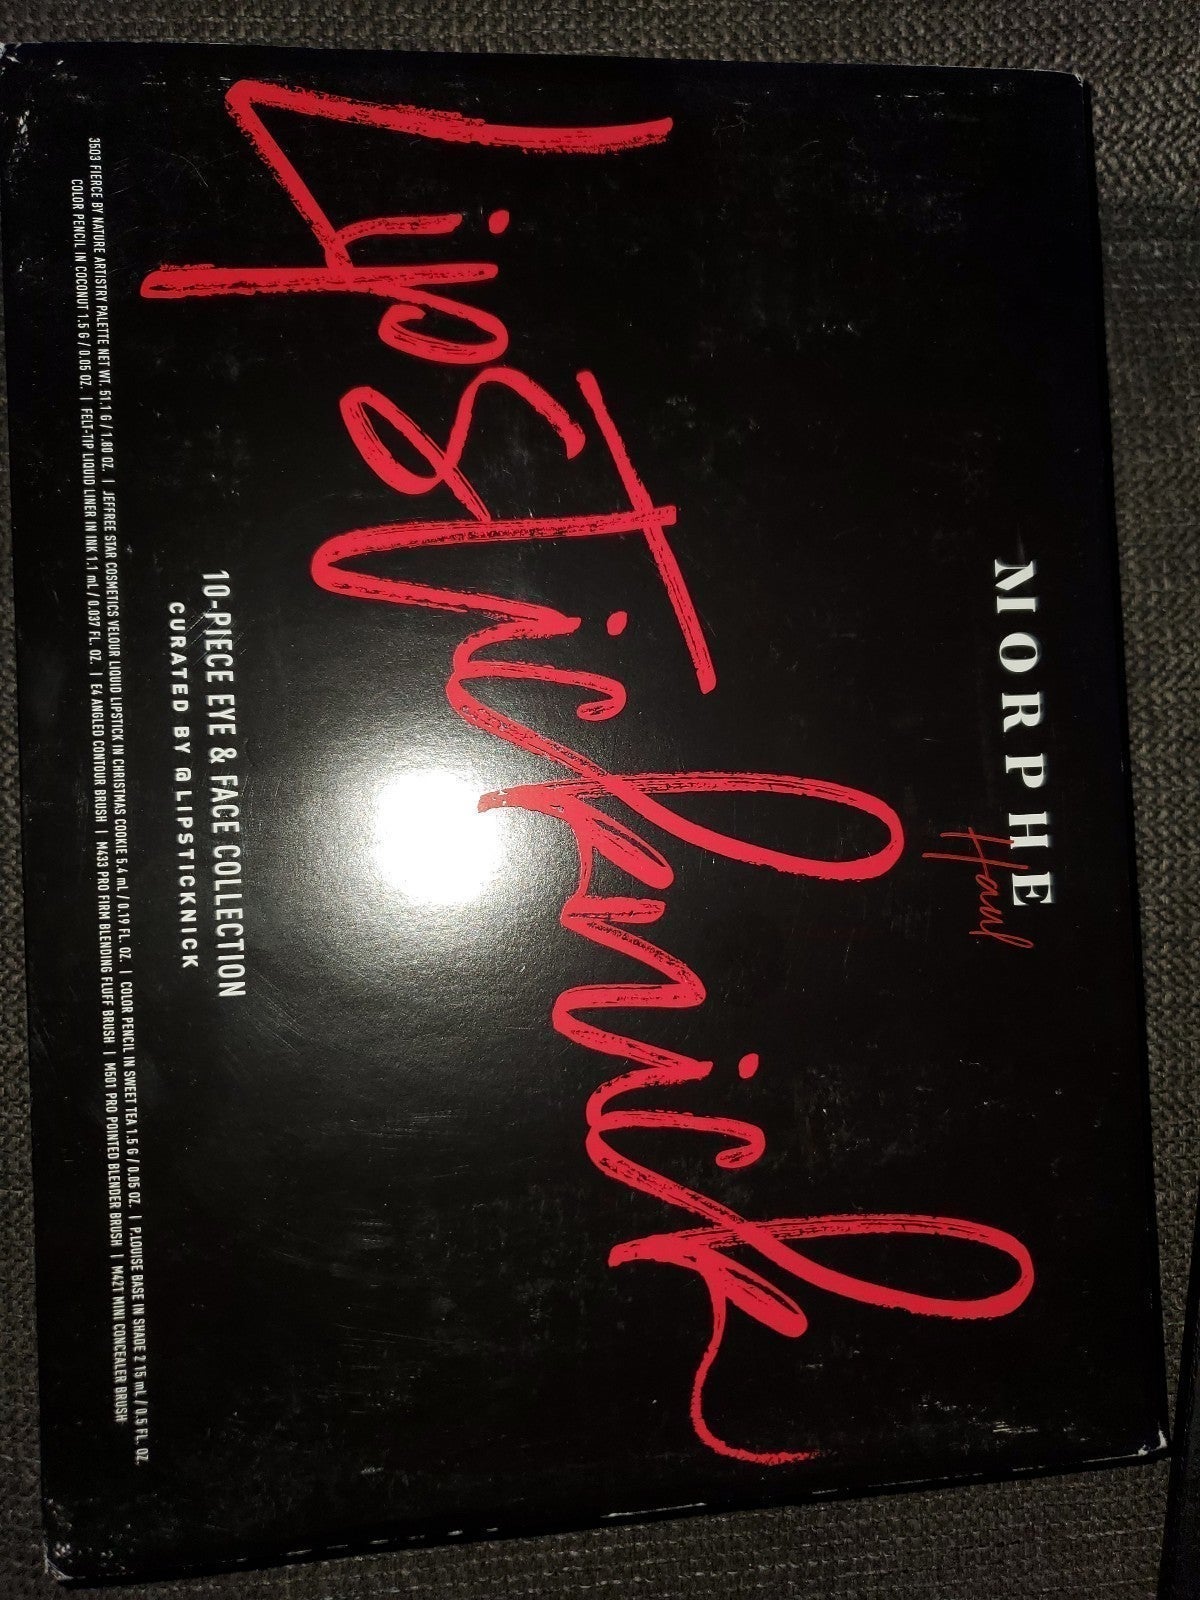 MORPHE
Haul
Lipsticknick
10-PIECE EYE & FACE COLLECTION
CURATED BY @LIPSTICKNICK
3503 FIERCE BY NATURE ARTISTRY PALETTE NET WT. 51.1 G / 1.80 OZ. | JEFFREE STAR COSMETICS VELOUR LIQUID LIPSTICK IN CHRISTMAS COOKIE 5.4 mL / 0.19 FL. OZ. | COLOR PENCIL IN SWEET TEA 1.5 G / 0.05 OZ. | P.LOUISE BASE IN SHADE 2 15 mL / 0.5 FL. OZ.
COLOR PENCIL IN COCONUT 1.5 G / 0.05 OZ. | FELT-TIP LIQUID LINER IN INK 1.1 mL / 0.037 FL. OZ. | E4 ANGLED CONTOUR BRUSH | M433 PRO FIRM BLENDING FLUFF BRUSH | M501 PRO POINTED BLENDER BRUSH | M421 MINI CONCEALER BRUSH